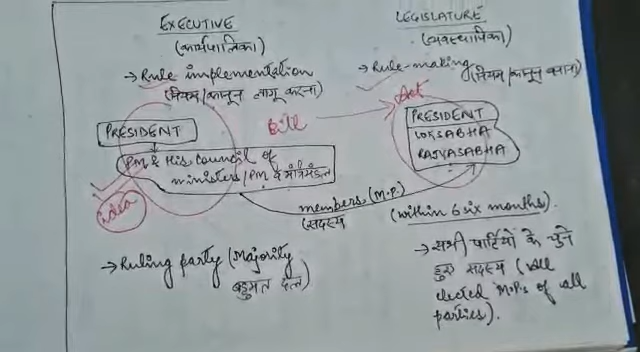 EXECUTIVE
(कार्यपालिका)
→ Rule implementation
(नियम/कानून लागू करना)
PRESIDENT
PM & His Council of
ministers/PM & मंत्रिमंडल
idea
→ Ruling party (Majority
बहुमत दल)
Bill
members (M.P.)
(सदस्य
LEGISLATURE
(व्यवस्थापिका)
→ Rule-making
(नियम/कानून बनाना)
Act
PRESIDENT
LOKSABHA
RAJYASABHA
(within 6 six months).
→ सभी पार्टियों के चुने
हुए सदस्य (all
elected M.P.s of all
parties).